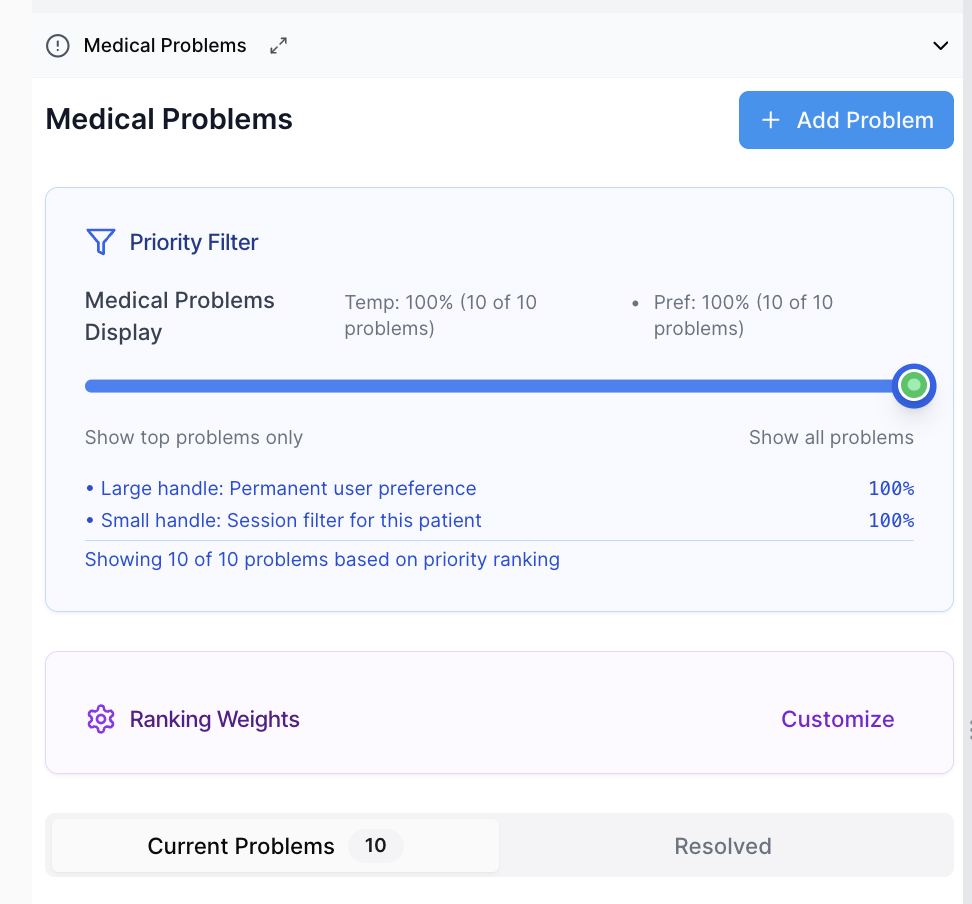 Medical Problems
Medical Problems
+ Add Problem
Priority Filter
Medical Problems
Display
Temp: 100% (10 of 10
problems)
• Pref: 100% (10 of 10
problems)
Show top problems only
Show all problems
• Large handle: Permanent user preference
100%
• Small handle: Session filter for this patient
100%
Showing 10 of 10 problems based on priority ranking
Ranking Weights
Customize
Current Problems 10
Resolved